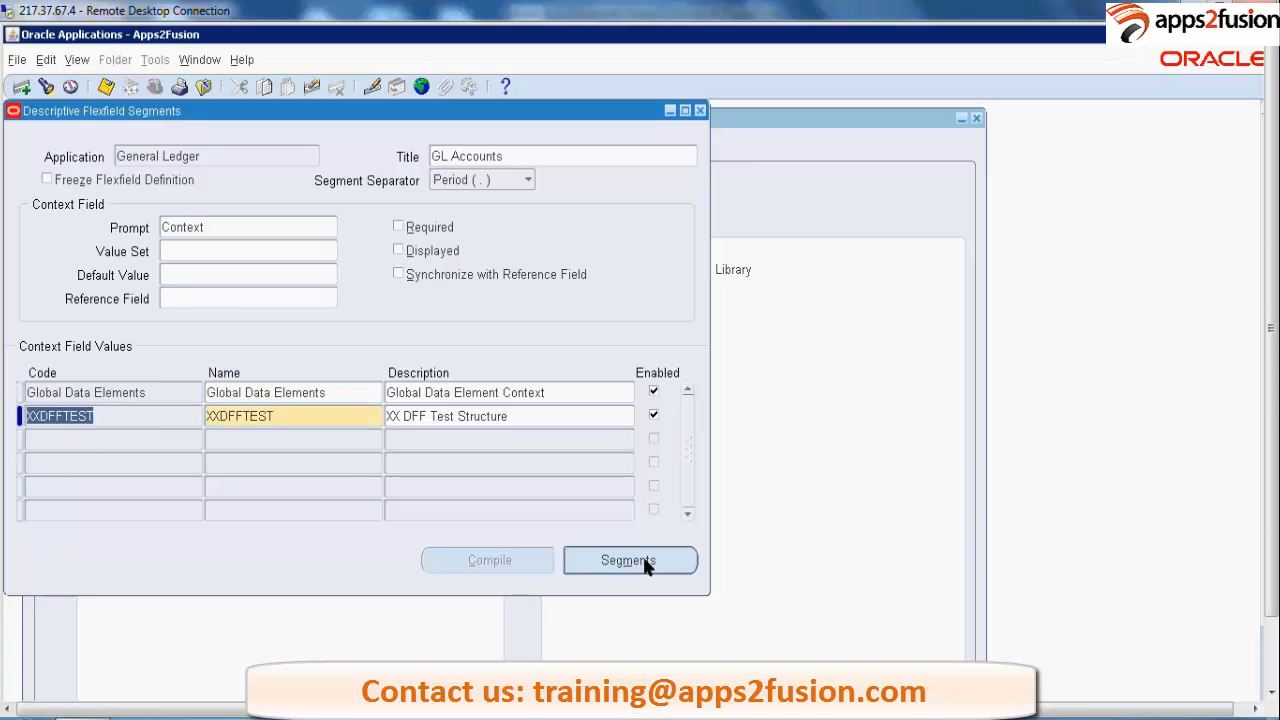 217.37.67.4 - Remote Desktop Connection
apps2fusion
ORACLE
Oracle Applications - Apps2Fusion
File Edit View Folder Tools Window Help
Descriptive Flexfield Segments
Application General Ledger Title GL Accounts
Freeze Flexfield Definition Segment Separator Period ( . )
Context Field
Prompt Context Required
Value Set Displayed
Default Value Synchronize with Reference Field
Library
Reference Field
Context Field Values
Code Name Description Enabled
Global Data Elements Global Data Elements Global Data Element Context
XXDFFTEST XXDFFTEST XX DFF Test Structure
Compile Segments
Contact us: training@apps2fusion.com